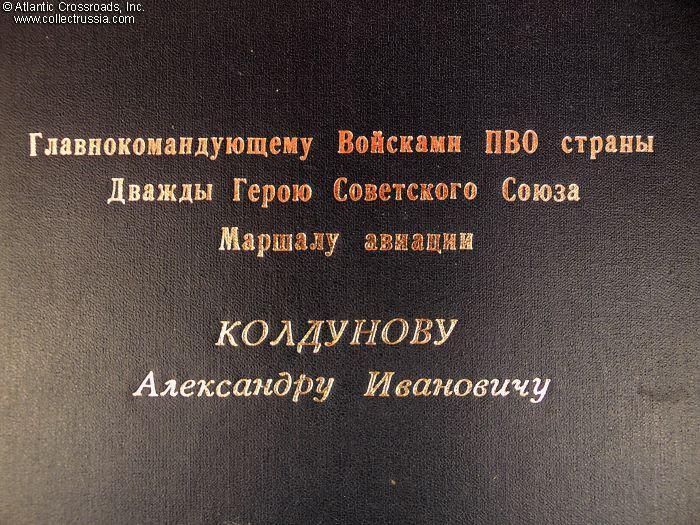 © Atlantic Crossroads, Inc.
www.collectrussia.com
Главнокомандующему Войсками ПВО страны
Дважды Герою Советского Союза
Маршалу авиации
КОЛДУНОВУ
Александру Ивановичу